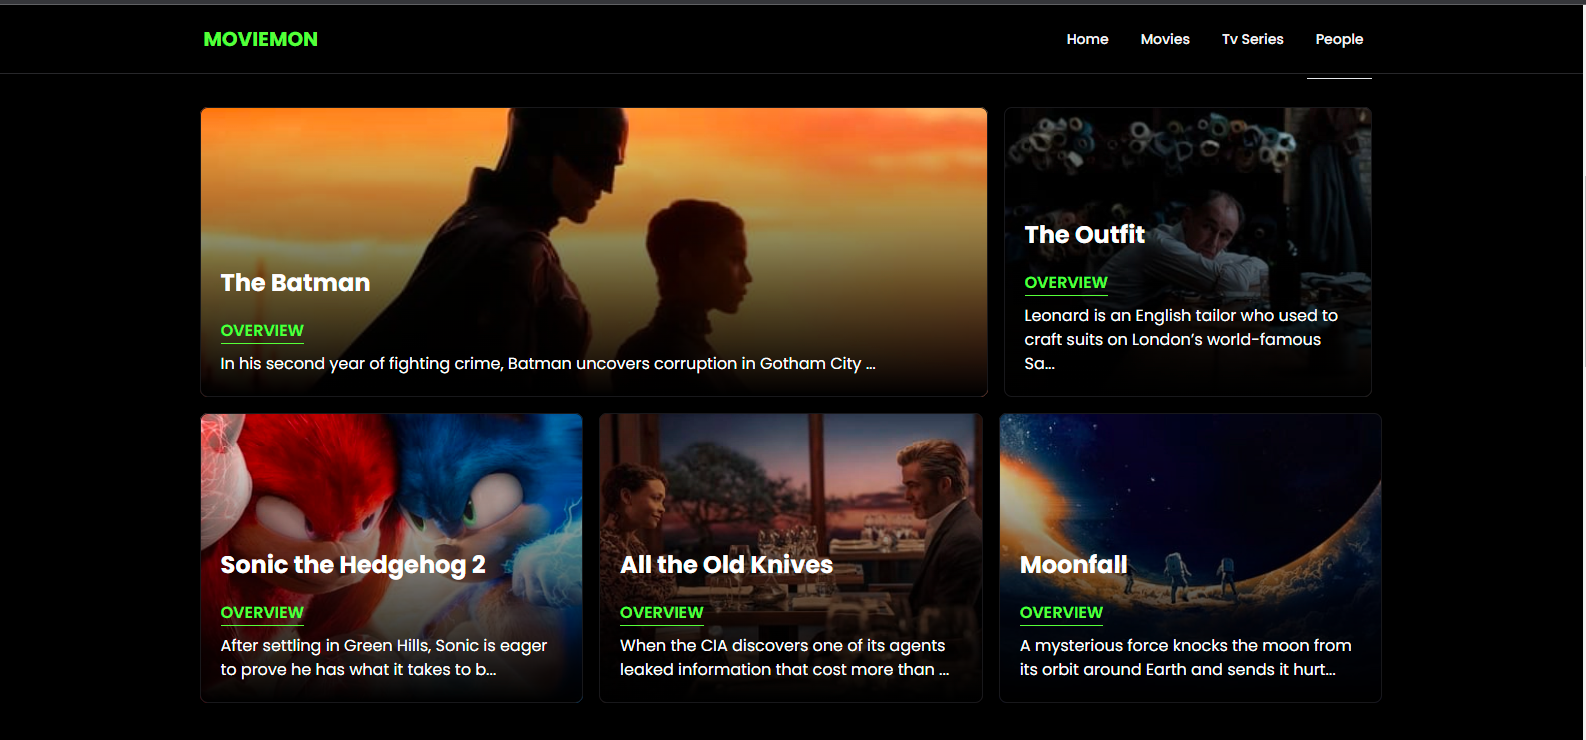 MOVIEMON
Home
Movies
Tv Series
People
The Batman
OVERVIEW
In his second year of fighting crime, Batman uncovers corruption in Gotham City ...
The Outfit
OVERVIEW
Leonard is an English tailor who used to
craft suits on London’s world-famous
Sa...
Sonic the Hedgehog 2
OVERVIEW
After settling in Green Hills, Sonic is eager
to prove he has what it takes to b...
All the Old Knives
OVERVIEW
When the CIA discovers one of its agents
leaked information that cost more than ...
Moonfall
OVERVIEW
A mysterious force knocks the moon from
its orbit around Earth and sends it hurt...